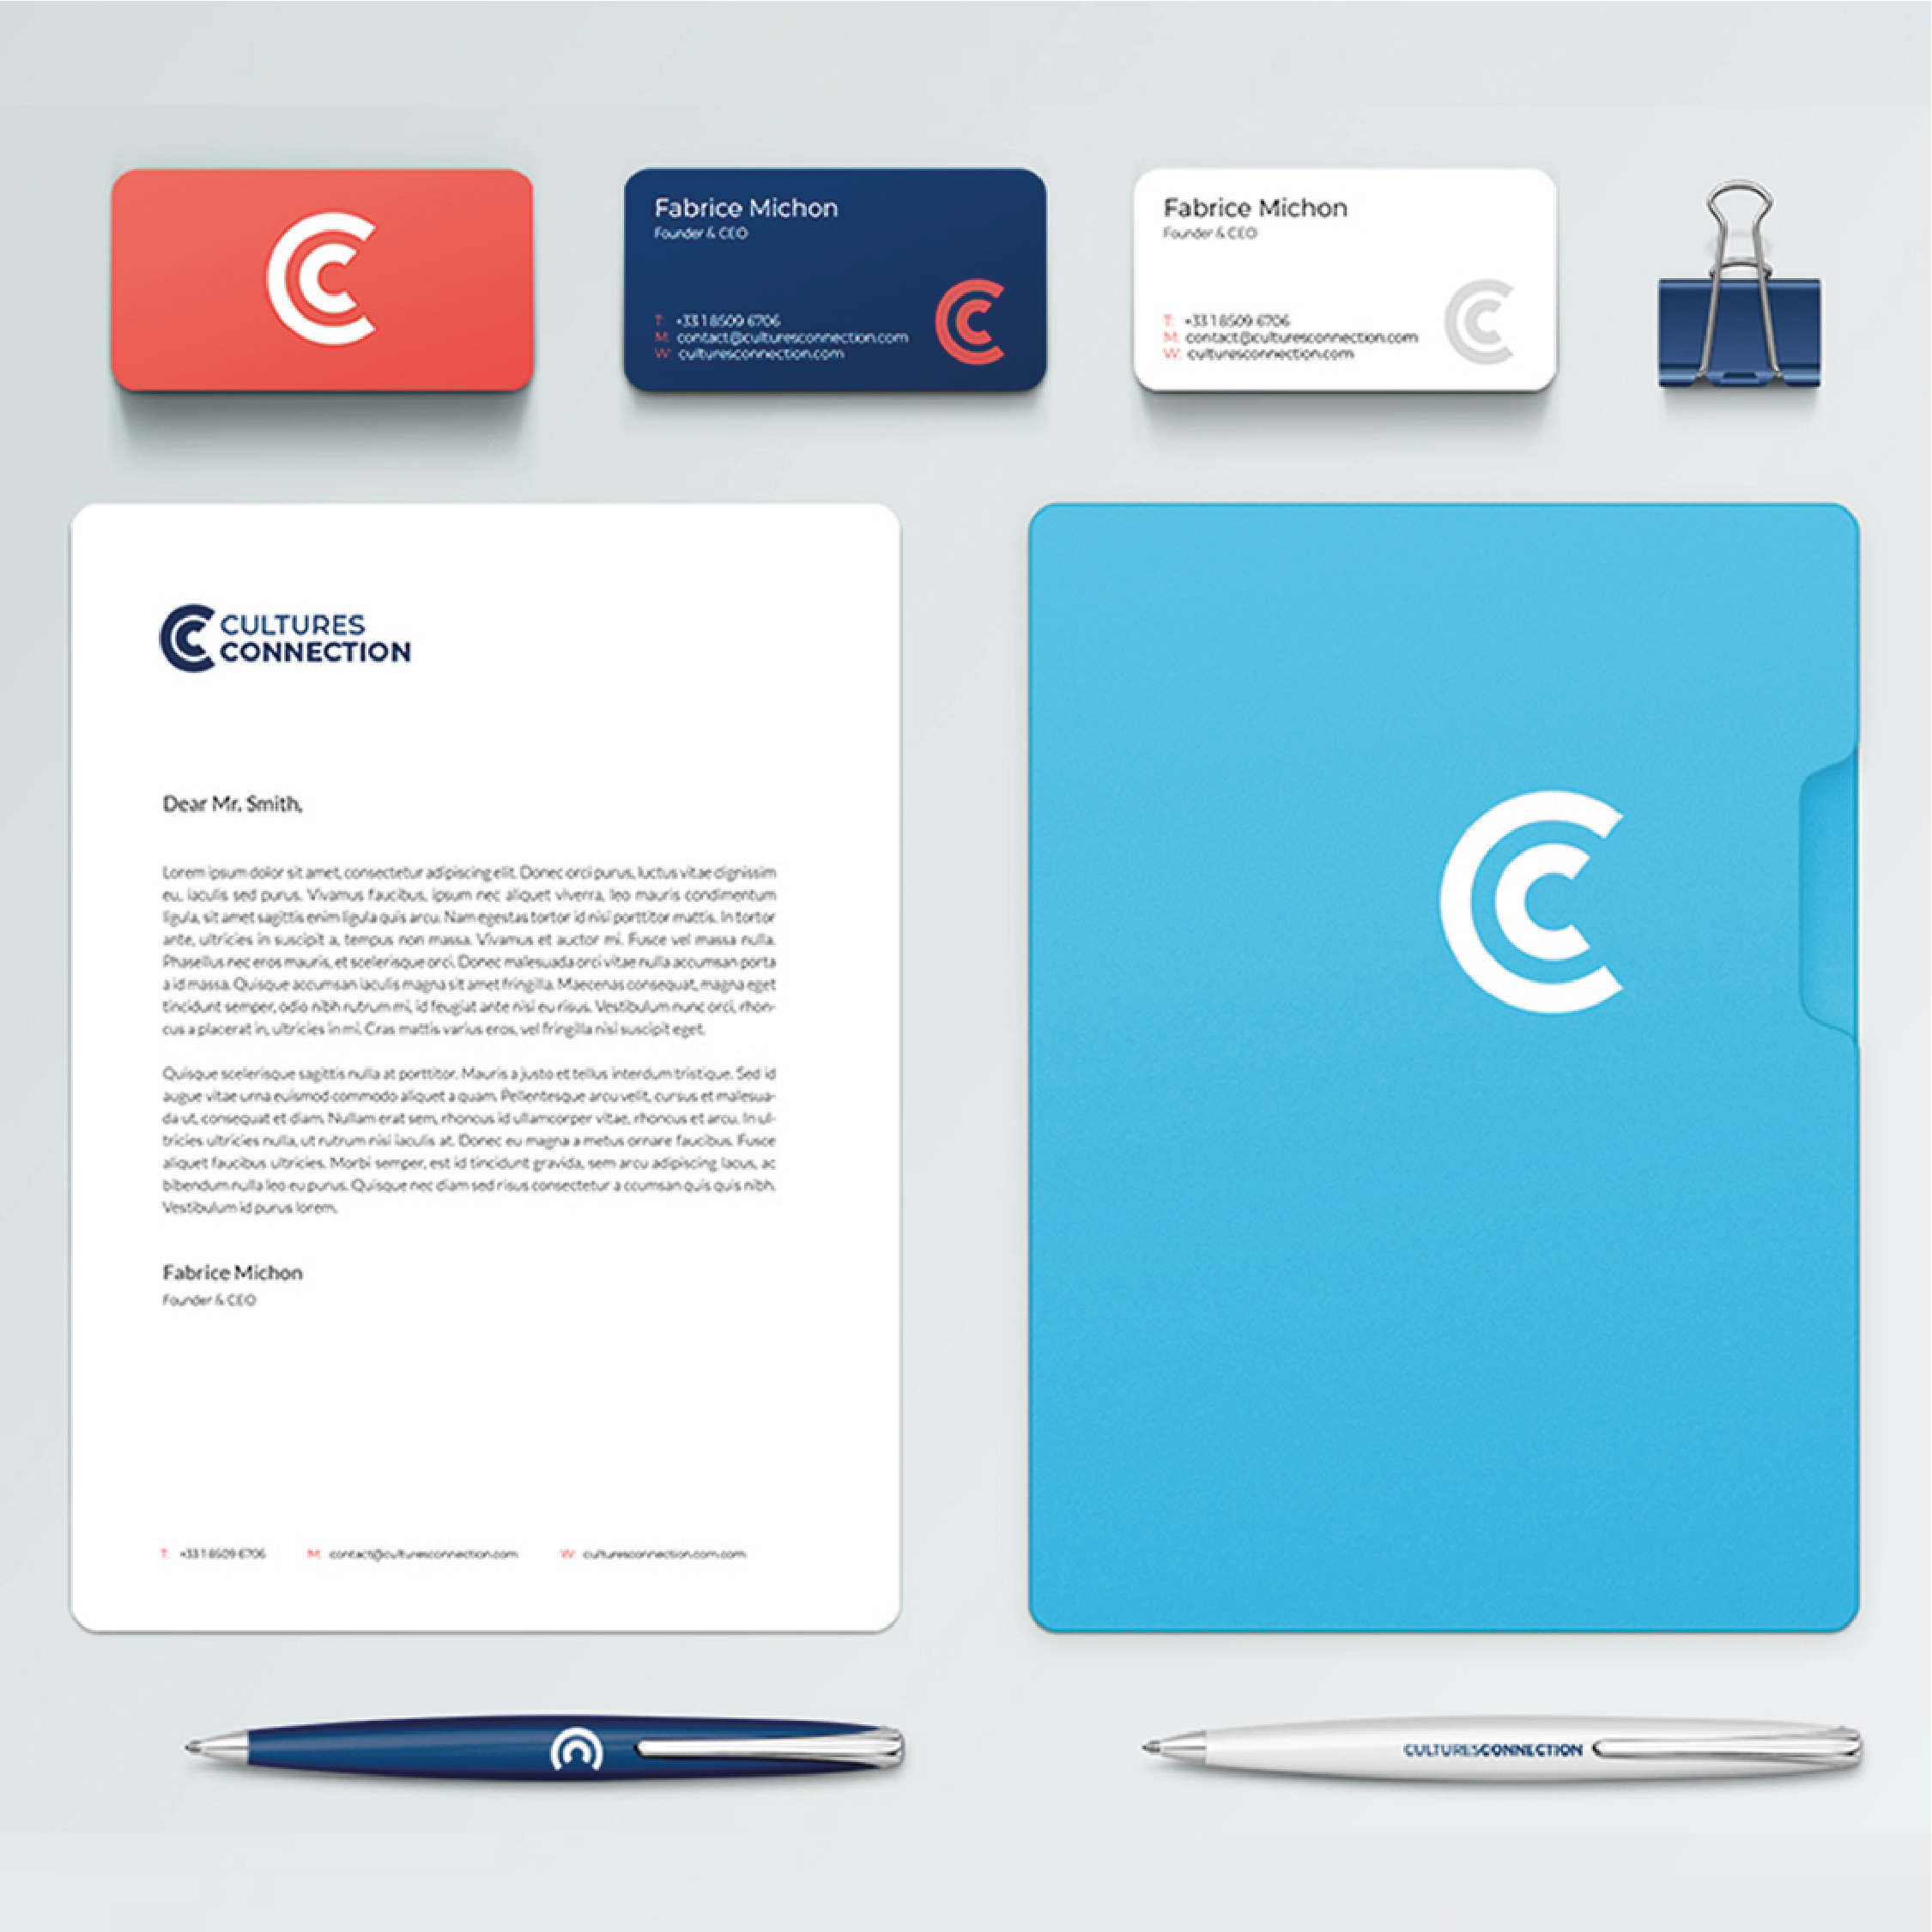 Fabrice Michon
Founder & CEO
T: +33 1 8509 6706
M: contact@culturesconnection.com
W: culturesconnection.com
Fabrice Michon
Founder & CEO
T: +33 1 8509 6706
M: contact@culturesconnection.com
W: culturesconnection.com
CULTURES
CONNECTION
Dear Mr. Smith,
Lorem ipsum dolor sit amet, consectetur adipiscing elit. Donec orci purus, luctus vitae dignissim
eu, iaculis sed purus. Vivamus faucibus, ipsum nec aliquet viverra, leo mauris condimentum
ligula, sit amet sagittis enim ligula quis arcu. Nam egestas tortor id nisi porttitor mattis. In tortor
ante, ultricies in suscipit a, tempus non massa. Vivamus et auctor mi. Fusce vel massa nulla.
Phasellus nec eros mauris, et scelerisque orci. Donec malesuada orci vitae nulla accumsan porta
a id massa. Quisque accumsan iaculis magna sit amet fringilla. Maecenas consequat, magna eget
tincidunt semper, odio nibh rutrum mi, id feugiat ante nisi eu risus. Vestibulum nunc orci, rhon-
cus a placerat in, ultricies in mi. Cras mattis varius eros, vel fringilla nisi suscipit eget.
Quisque scelerisque sagittis nulla at porttitor. Mauris a justo et tellus interdum tristique. Sed id
augue vitae urna euismod commodo aliquet a quam. Pellentesque arcu velit, cursus et malesua-
da ut, consequat et diam. Nullam erat sem, rhoncus id ullamcorper vitae, rhoncus et arcu. In ul-
tricies ultricies nulla, ut rutrum nisi iaculis at. Donec eu magna a metus ornare faucibus. Fusce
aliquet faucibus ultricies. Morbi semper, est id tincidunt gravida, sem arcu adipiscing lacus, ac
bibendum nulla leo eu purus. Quisque nec diam sed risus consectetur a ccumsan quis quis nibh.
Vestibulum id purus lorem.
Fabrice Michon
Founder & CEO
T: +33 1 8509 6706 M: contact@culturesconnection.com W: culturesconnection.com.com
CULTURESCONNECTION